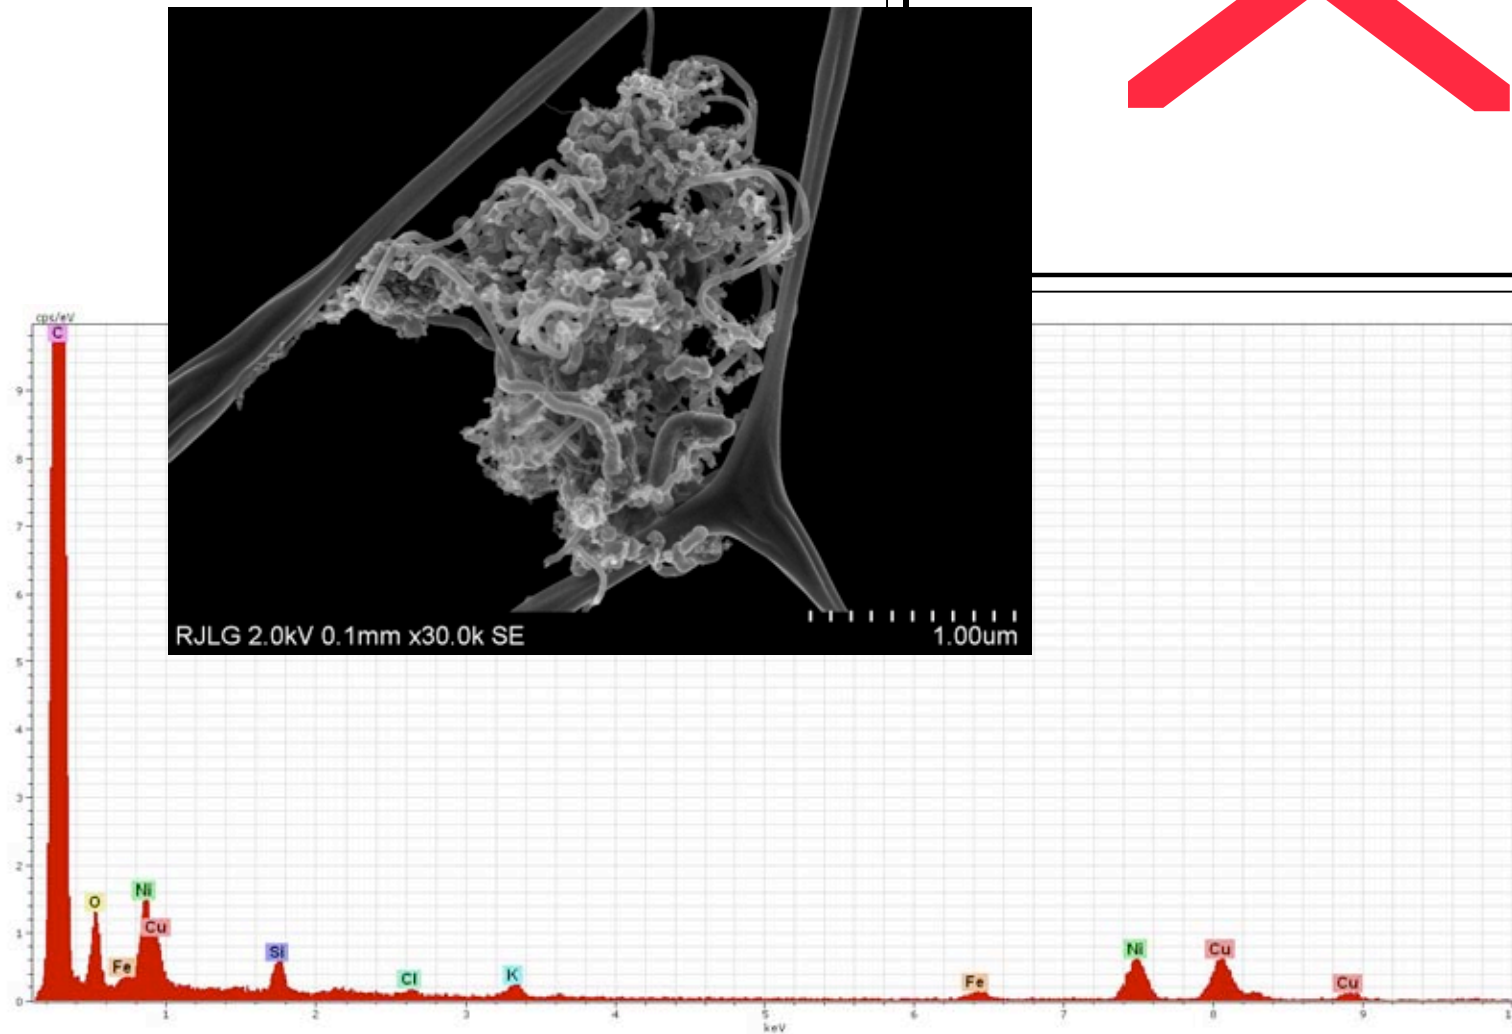 cps/eV
C
9
8
7
6
5
4
3
2
1
0
O
Fe
Ni
Cu
Si
Cl
K
Fe
Ni
Cu
Cu
1 2 3 4 5 6 7 8 9
keV
RJLG 2.0kV 0.1mm x30.0k SE 1.00um